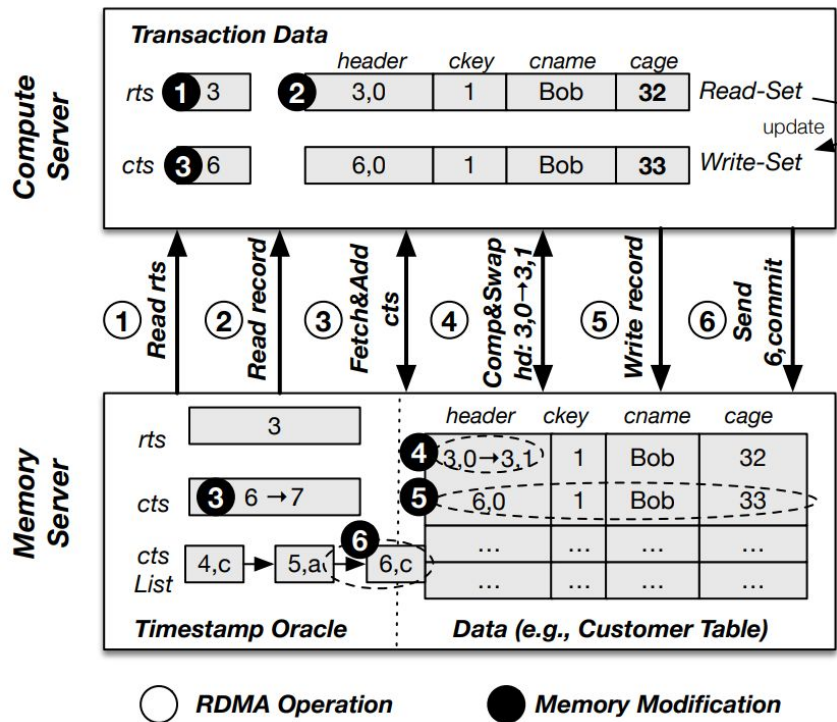 Compute Server
Transaction Data
header ckey cname cage
rts 1 3 2 3,0 1 Bob 32 Read-Set
update
cts 3 6 6,0 1 Bob 33 Write-Set
1 Read rts
2 Read record
3 Fetch&Add cts
4 Comp&Swap hd: 3,0→3,1
5 Write record
6 Send 6,commit
Memory Server
header ckey cname cage
rts 3
4 3,0→3,1 1 Bob 32
cts 3 6→7
5 6,0 1 Bob 33
6
cts List 4,c 5,a 6,c
... ... ... ...
... ... ... ...
Timestamp Oracle
Data (e.g., Customer Table)
RDMA Operation
Memory Modification